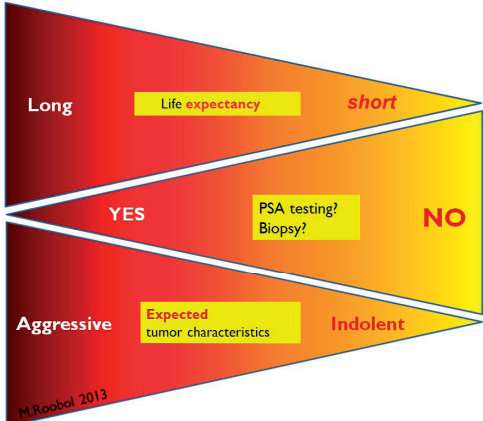 Long Life expectancy short
YES PSA testing? NO
Biopsy?
Aggressive Expected Indolent
tumor characteristics
M.Roobol 2013